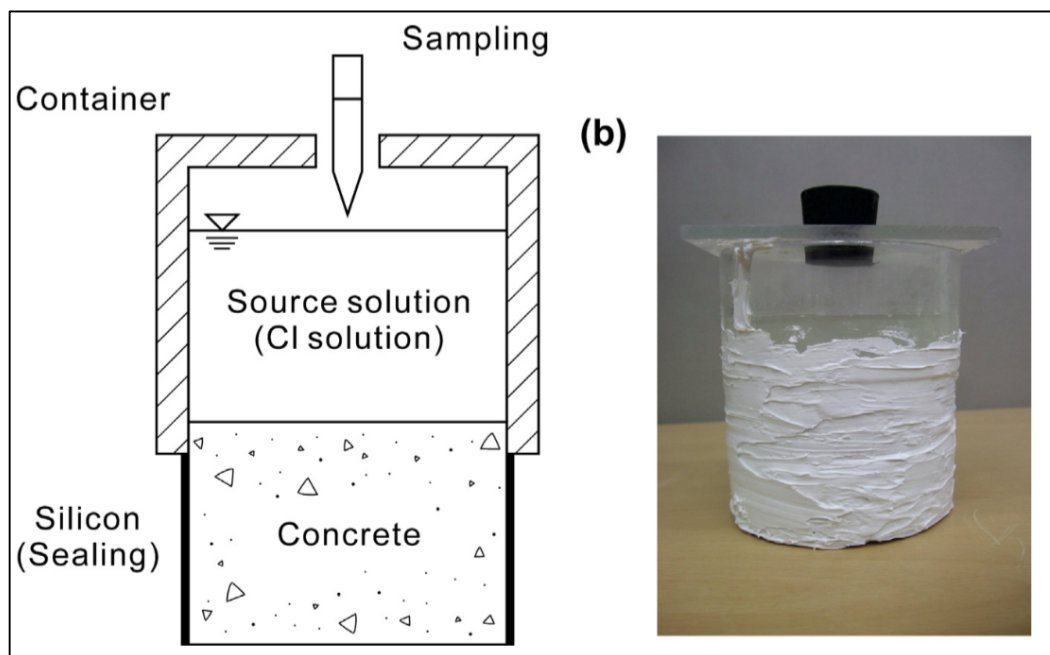 Sampling
Container
(b)
Source solution
(Cl solution)
Silicon
(Sealing)
Concrete